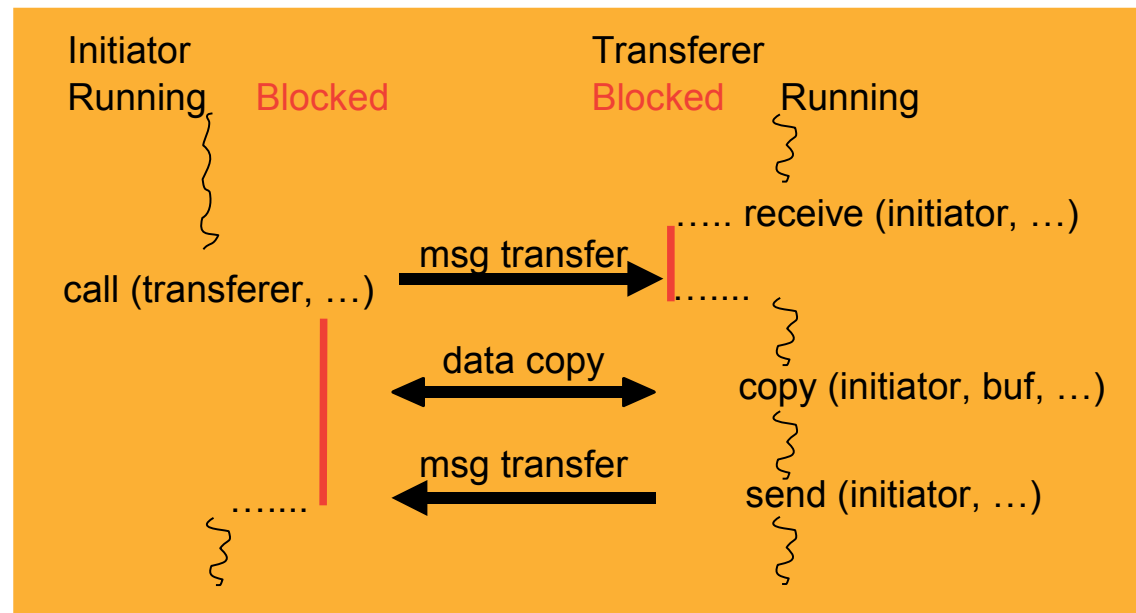 Initiator
Running Blocked
Transferer
Blocked Running
….. receive (initiator, …)
msg transfer
call (transferer, …)
…....
data copy
copy (initiator, buf, …)
msg transfer
send (initiator, …)
…....